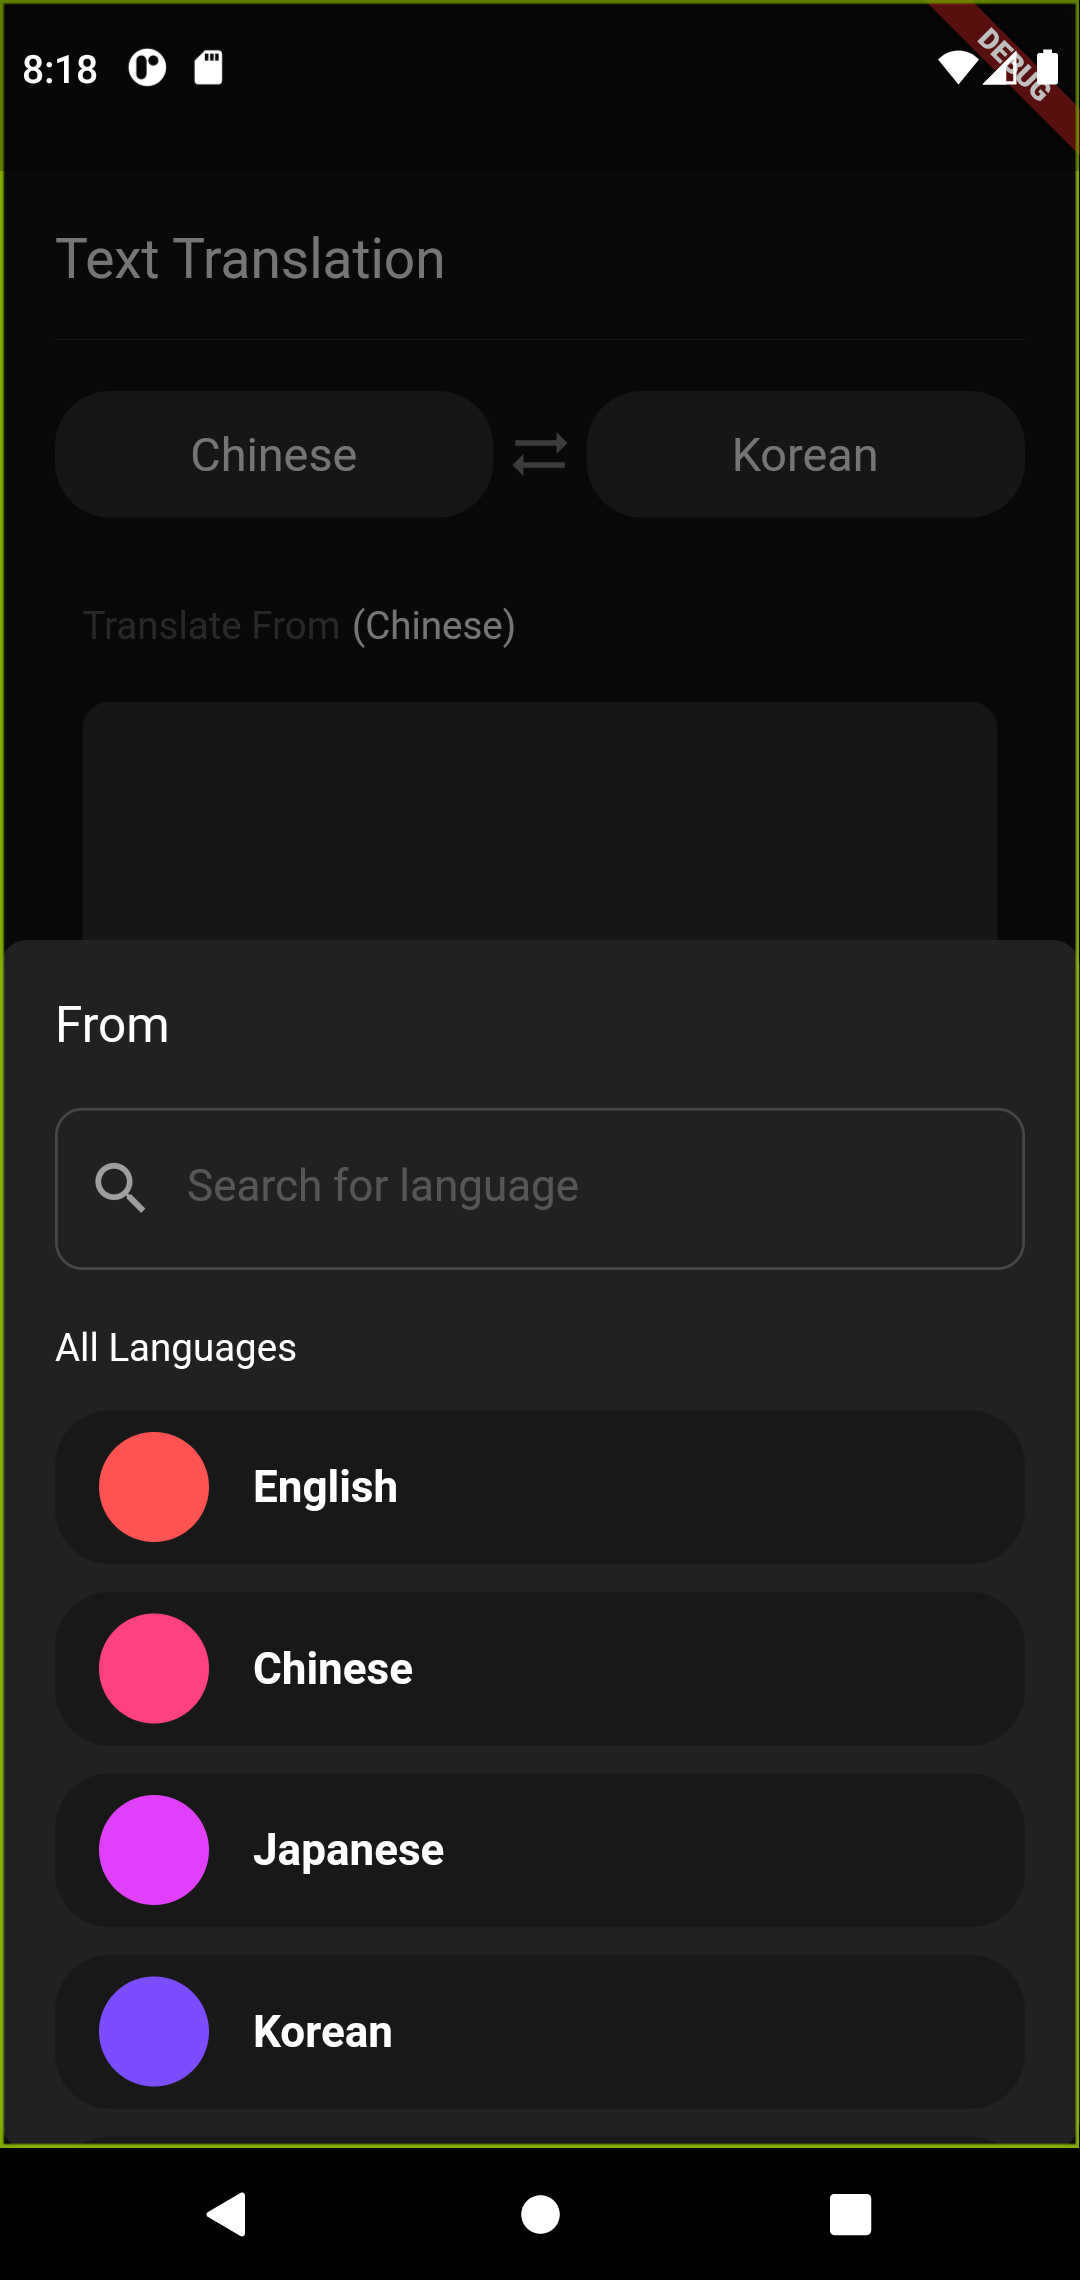 8:18
DEBUG
Text Translation
Chinese
Korean
Translate From (Chinese)
From
Search for language
All Languages
English
Chinese
Japanese
Korean